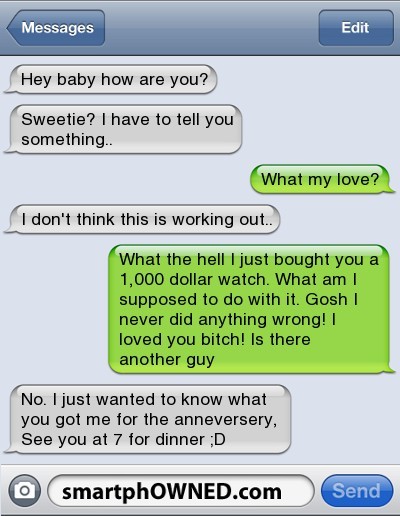 Messages
Edit
Hey baby how are you?
Sweetie? I have to tell you
something..
What my love?
I don't think this is working out..
What the hell I just bought you a
1,000 dollar watch. What am I
supposed to do with it. Gosh I
never did anything wrong! I
loved you bitch! Is there
another guy
No. I just wanted to know what
you got me for the anneversery,
See you at 7 for dinner ;D
smartphOWNED.com
Send